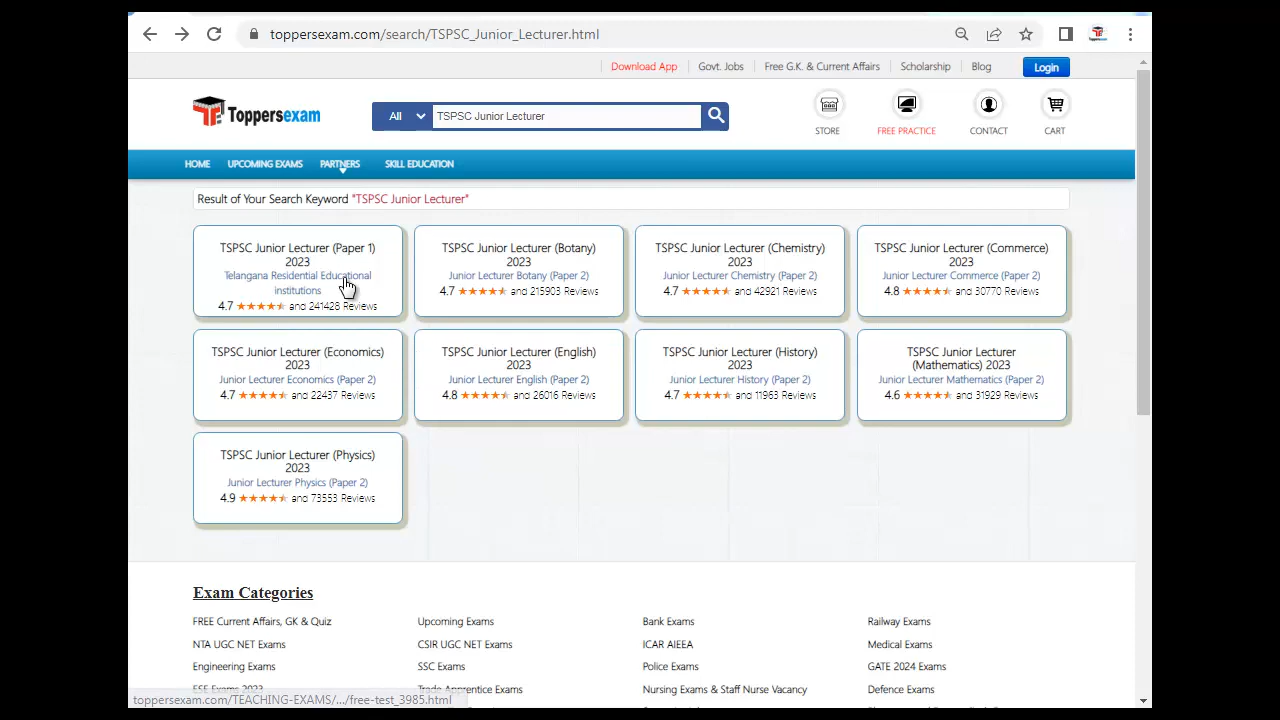 toppersexam.com/search/TSPSC_Junior_Lecturer.html
Download App
Govt. Jobs
Free G.K. & Current Affairs
Scholarship
Blog
Login
Toppersexam
All
TSPSC Junior Lecturer
STORE
FREE PRACTICE
CONTACT
CART
HOME
UPCOMING EXAMS
PARTNERS
SKILL EDUCATION
Result of Your Search Keyword "TSPSC Junior Lecturer"
TSPSC Junior Lecturer (Paper 1)
2023
Telangana Residential Educational
institutions
4.7 and 241428 Reviews
TSPSC Junior Lecturer (Botany)
2023
Junior Lecturer Botany (Paper 2)
4.7 and 215903 Reviews
TSPSC Junior Lecturer (Chemistry)
2023
Junior Lecturer Chemistry (Paper 2)
4.7 and 42921 Reviews
TSPSC Junior Lecturer (Commerce)
2023
Junior Lecturer Commerce (Paper 2)
4.8 and 30770 Reviews
TSPSC Junior Lecturer (Economics)
2023
Junior Lecturer Economics (Paper 2)
4.7 and 22437 Reviews
TSPSC Junior Lecturer (English)
2023
Junior Lecturer English (Paper 2)
4.8 and 26016 Reviews
TSPSC Junior Lecturer (History)
2023
Junior Lecturer History (Paper 2)
4.7 and 11963 Reviews
TSPSC Junior Lecturer
(Mathematics) 2023
Junior Lecturer Mathematics (Paper 2)
4.6 and 31929 Reviews
TSPSC Junior Lecturer (Physics)
2023
Junior Lecturer Physics (Paper 2)
4.9 and 73553 Reviews
Exam Categories
FREE Current Affairs, GK & Quiz
Upcoming Exams
Bank Exams
Railway Exams
NTA UGC NET Exams
CSIR UGC NET Exams
ICAR AIEEA
Medical Exams
Engineering Exams
SSC Exams
Police Exams
GATE 2024 Exams
ESE Exams 2023
Trade Apprentice Exams
Nursing Exams & Staff Nurse Vacancy
Defence Exams
toppersexam.com/TEACHING-EXAMS/.../free-test_3985.html